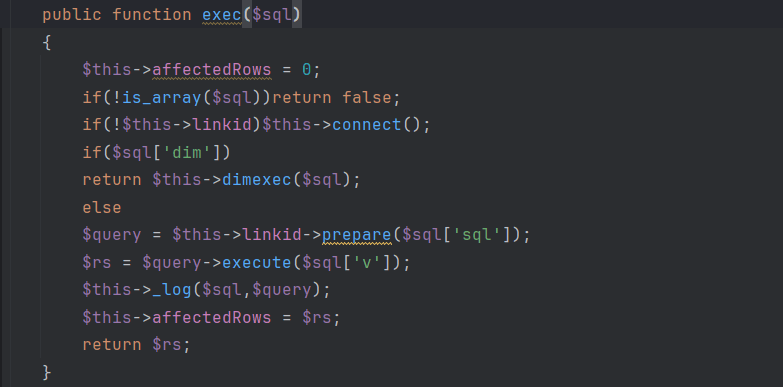 public function exec($sql)
{
$this->affectedRows = 0;
if(!is_array($sql))return false;
if(!$this->linkid)$this->connect();
if($sql['dim'])
return $this->dimexec($sql);
else
$query = $this->linkid->prepare($sql['sql']);
$rs = $query->execute($sql['v']);
$this->_log($sql,$query);
$this->affectedRows = $rs;
return $rs;
}